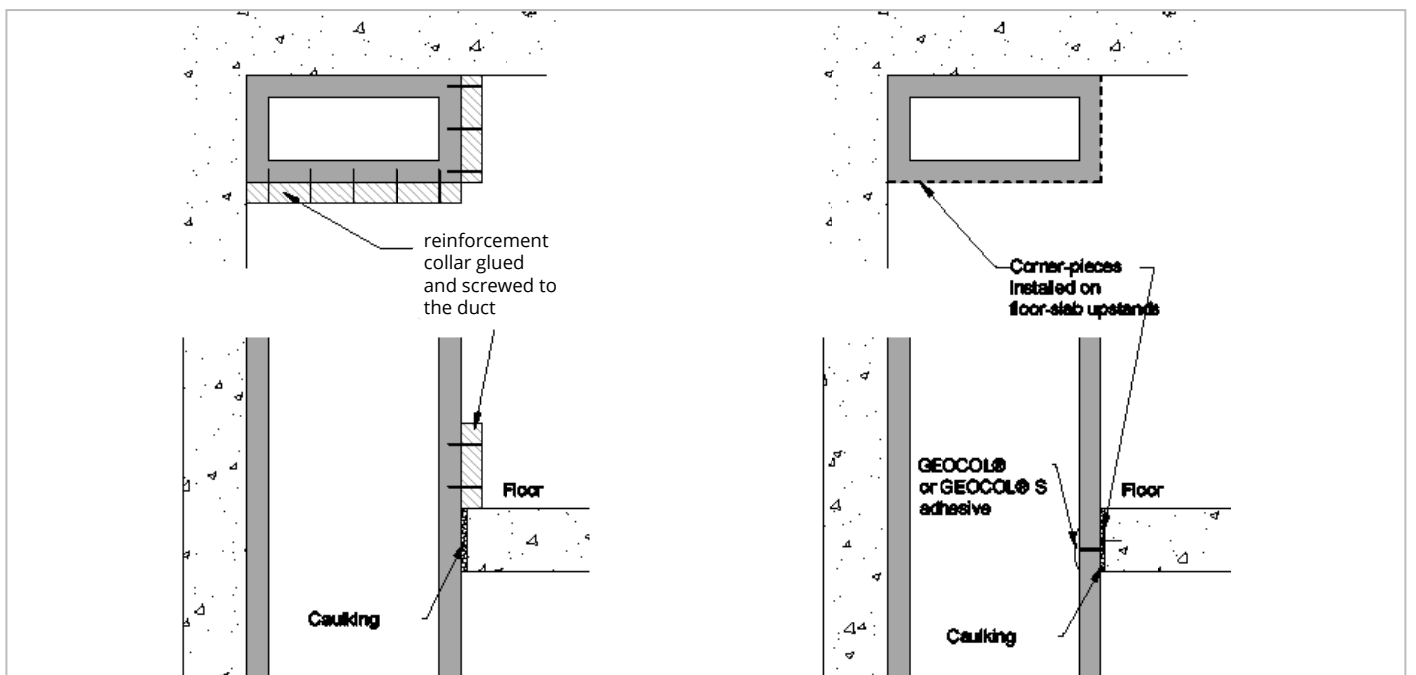 reinforcement
collar glued
and screwed to
the duct
Floor
Caulking
Corner-pieces
installed on
floor-slab upstands
GEOCOL®
or GEOCOL® S
adhesive
Floor
Caulking